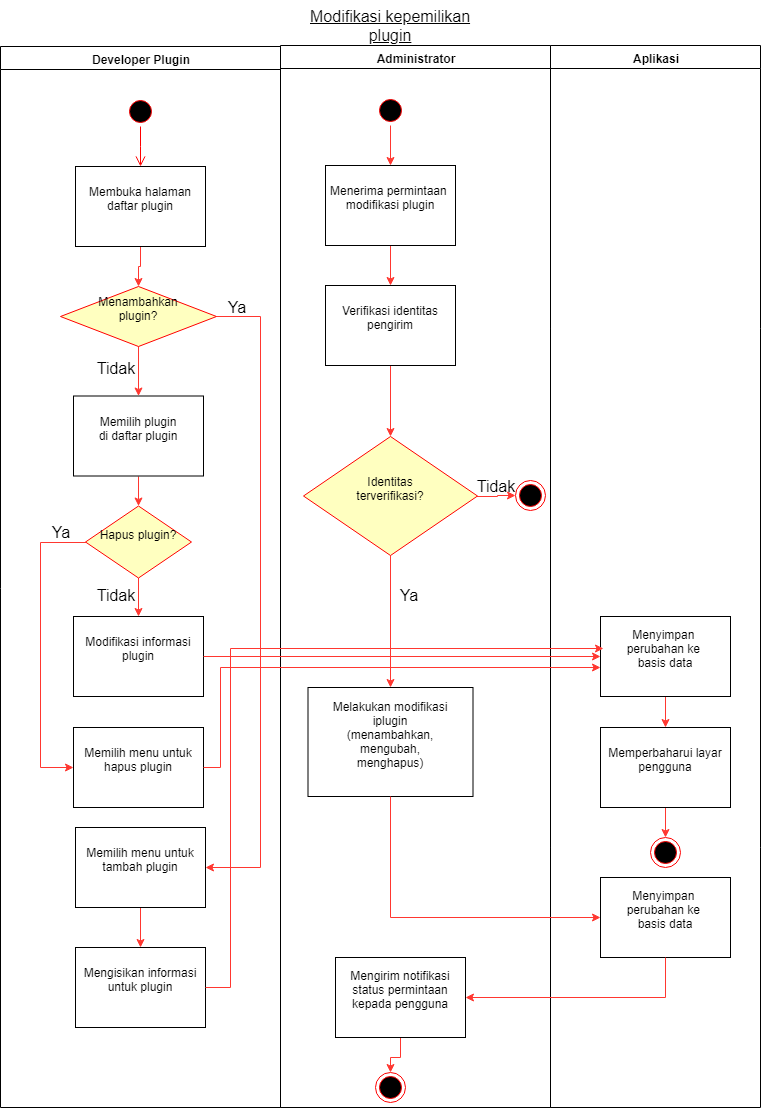 Modifikasi kepemilikan
plugin
Developer Plugin
Administrator
Aplikasi
Membuka halaman
daftar plugin
Menambahkan
plugin?
Ya
Tidak
Memilih plugin
di daftar plugin
Hapus plugin?
Ya
Tidak
Modifikasi informasi
plugin
Memilih menu untuk
hapus plugin
Memilih menu untuk
tambah plugin
Mengisikan informasi
untuk plugin
Menerima permintaan
modifikasi plugin
Verifikasi identitas
pengirim
Identitas
terverifikasi?
Tidak
Ya
Melakukan modifikasi
iplugin
(menambahkan,
mengubah,
menghapus)
Mengirim notifikasi
status permintaan
kepada pengguna
Menyimpan
perubahan ke
basis data
Memperbaharui layar
pengguna
Menyimpan
perubahan ke
basis data